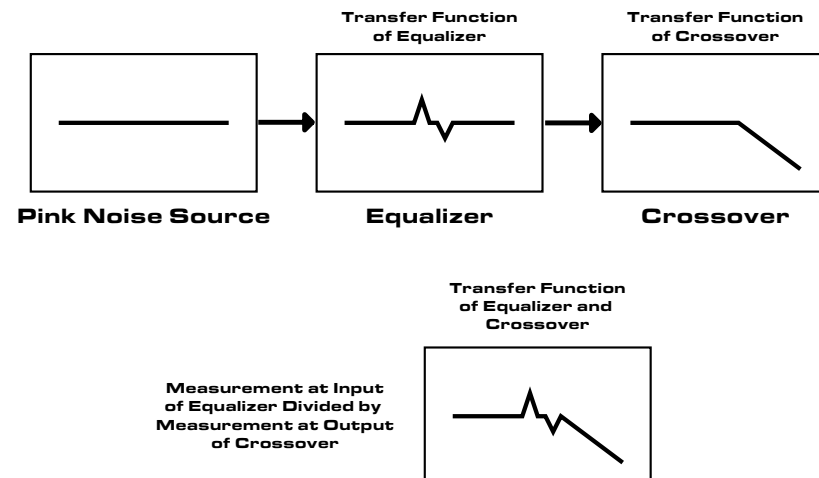 Transfer Function
of Equalizer
Transfer Function
of Crossover
Pink Noise Source
Equalizer
Crossover
Transfer Function
of Equalizer and
Crossover
Measurement at Input
of Equalizer Divided by
Measurement at Output
of Crossover